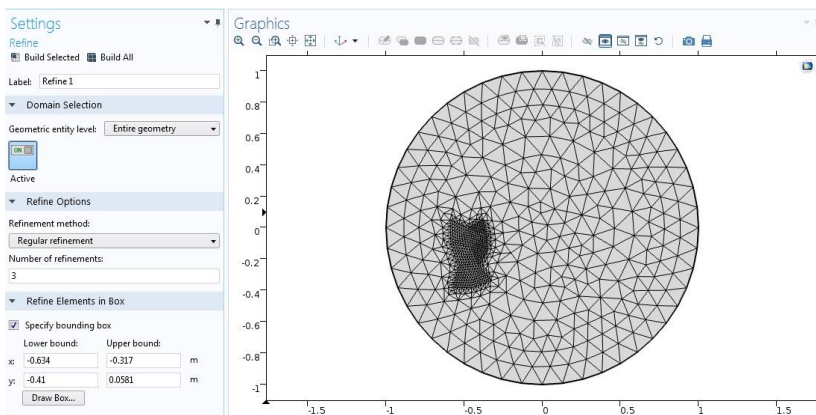 Settings
Refine
Build Selected Build All
Label: Refine 1
Domain Selection
Geometric entity level: Entire geometry
ON
Active
Refine Options
Refinement method:
Regular refinement
Number of refinements:
3
Refine Elements in Box
Specify bounding box
Lower bound: Upper bound:
x: -0.634 -0.317 m
y: -0.41 0.0581 m
Draw Box...
Graphics
1
0.8
0.6
0.4
0.2
0
-0.2
-0.4
-0.6
-0.8
-1
-1.5 -1 -0.5 0 0.5 1 1.5